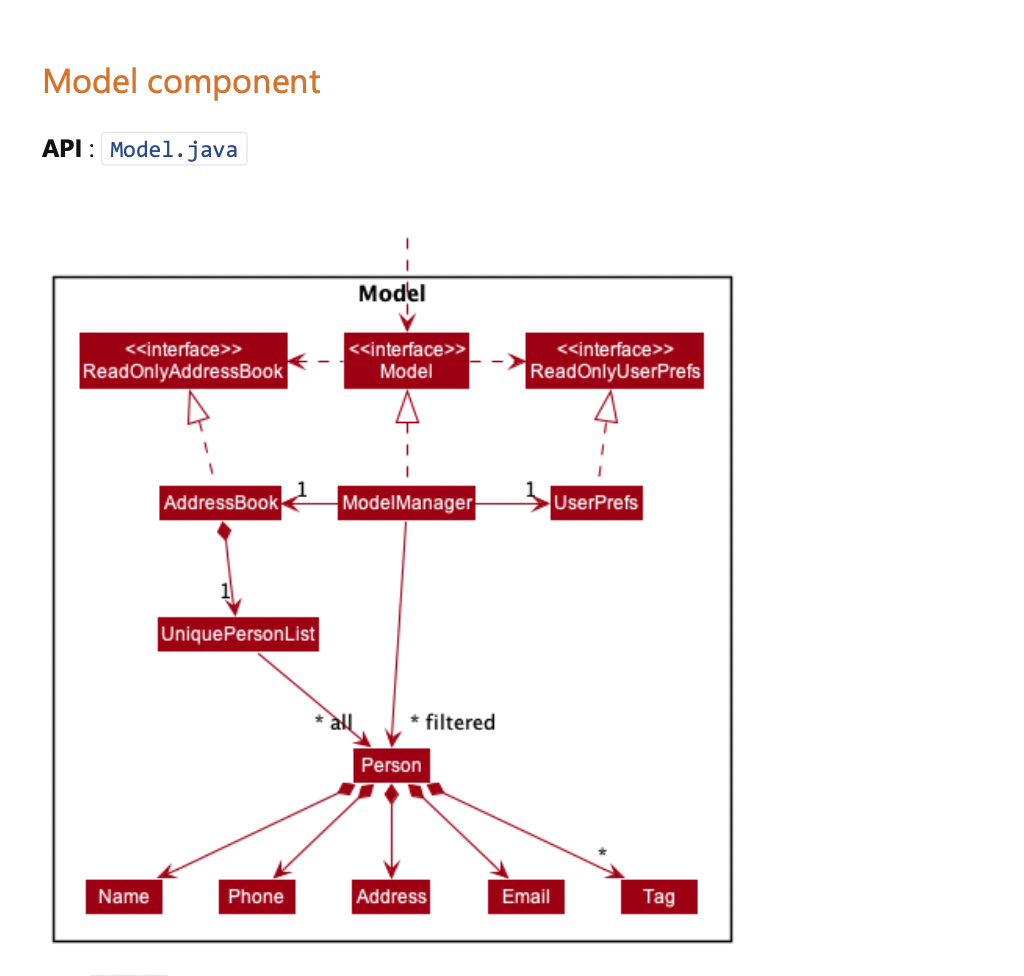 Model component
API : Model.java
Model
<<interface>>
ReadOnlyAddressBook
<<interface>>
Model
<<interface>>
ReadOnlyUserPrefs
AddressBook
1
ModelManager
1
UserPrefs
1
UniquePersonList
* all
* filtered
Person
*
Name
Phone
Address
Email
Tag